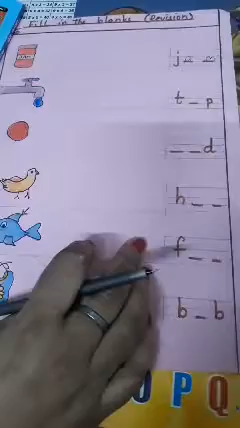 Fill in the blanks (Revision)
j _ _
t _ p
_ _ d
h _ _
f _ _
b _ b
O P Q